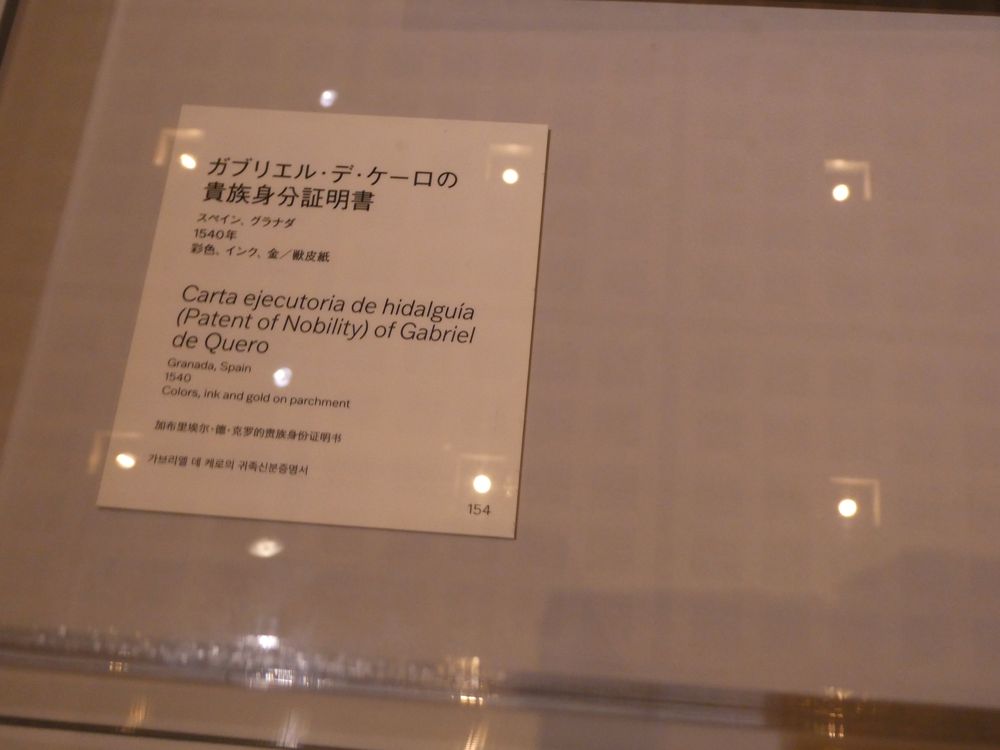 ガブリエル・デ・ケーロの
貴族身分証明書
スペイン、グラナダ
1540年
彩色、インク、金／獣皮紙
Carta ejecutoria de hidalguía
(Patent of Nobility) of Gabriel
de Quero
Granada, Spain
1540
Colors, ink and gold on parchment
加布里埃尔·德·克罗的贵族身份证明书
가브리엘 데 케로의 귀족신분증명서
154